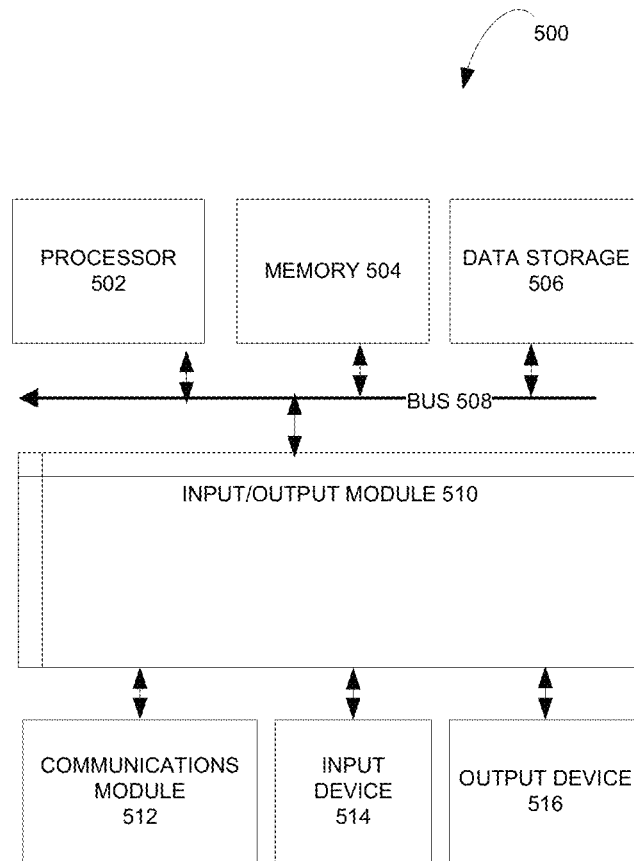 500
PROCESSOR
502
MEMORY 504
DATA STORAGE
506
BUS 508
INPUT/OUTPUT MODULE 510
COMMUNICATIONS
MODULE
512
INPUT
DEVICE
514
OUTPUT DEVICE
516